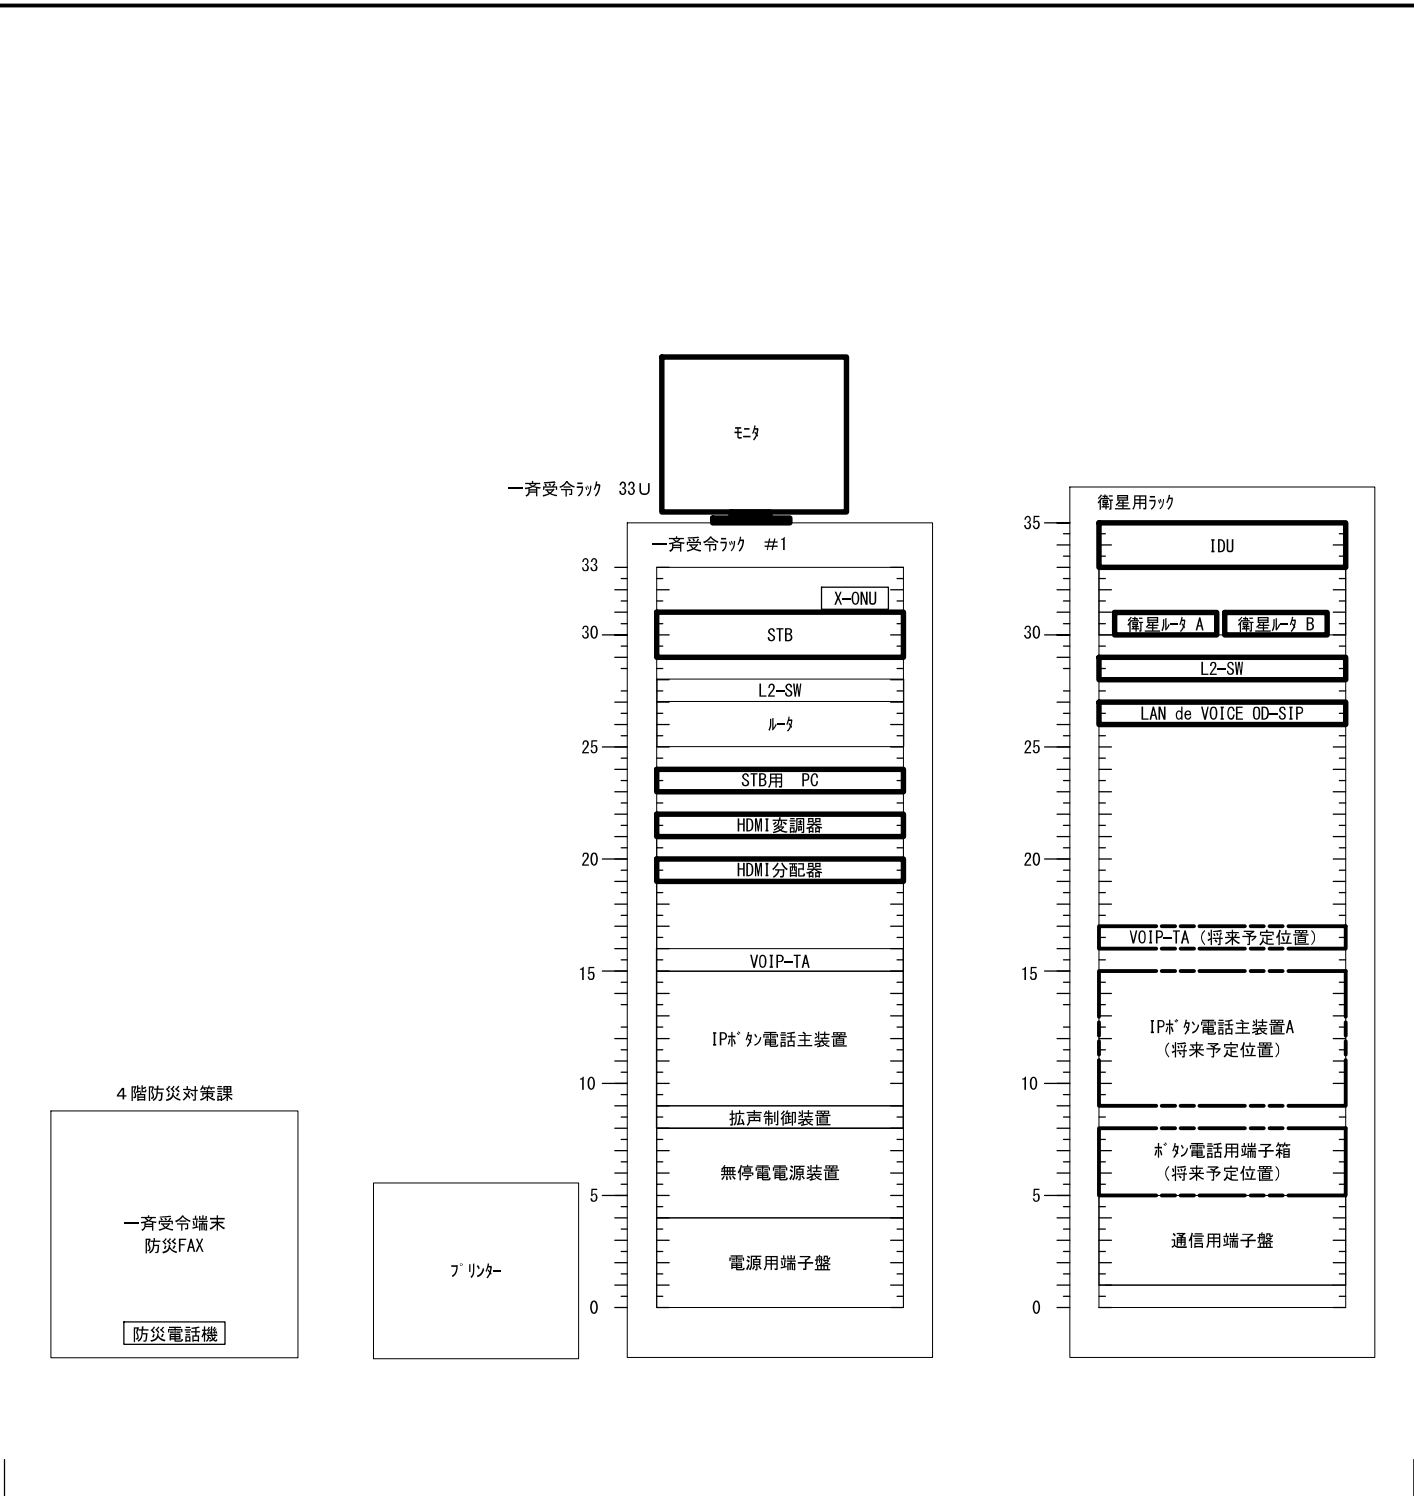 ﾓﾆﾀ
一斉受令ﾗｯｸ　33U
一斉受令ﾗｯｸ　#1
33
X-ONU
STB
30
L2-SW
ﾙｰﾀ
25
STB用　PC
HDMI変調器
20
HDMI分配器
VOIP-TA
15
IPﾎﾞﾀﾝ電話主装置
10
拡声制御装置
無停電電源装置
5
電源用端子盤
0
衛星用ﾗｯｸ
35
IDU
30
衛星ﾙｰﾀ A
衛星ﾙｰﾀ B
L2-SW
LAN de VOICE OD-SIP
25
20
VOIP-TA（将来予定位置）
15
IPﾎﾞﾀﾝ電話主装置A
（将来予定位置）
10
ﾎﾞﾀﾝ電話用端子箱
（将来予定位置）
5
通信用端子盤
0
４階防災対策課
一斉受令端末
防災FAX
防災電話機
ﾌﾟﾘﾝﾀｰ